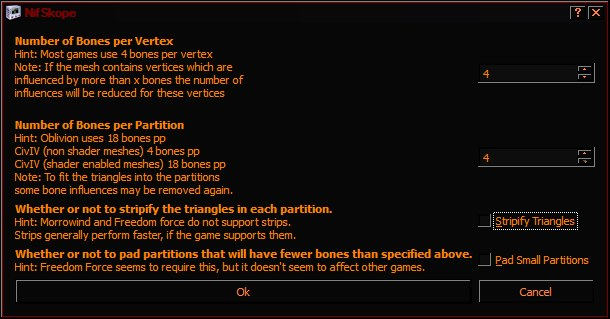 NifSkope
Number of Bones per Vertex
Hint: Most games use 4 bones per vertex
Note: If the mesh contains vertices which are
influenced by more than x bones the number of
influences will be reduced for these vertices
4
Number of Bones per Partition
Hint: Oblivion uses 18 bones pp
CivIV (non shader meshes) 4 bones pp
CivIV (shader enabled meshes) 18 bones pp
Note: To fit the triangles into the partitions
some bone influences may be removed again.
4
Whether or not to stripify the triangles in each partition.
Hint: Morrowind and Freedom force do not support strips.
Strips generally perform faster, if the game supports them.
Stripify Triangles
Whether or not to pad partitions that will have fewer bones than specified above.
Hint: Freedom Force seems to require this, but it doesn't seem to affect other games.
Pad Small Partitions
Ok
Cancel